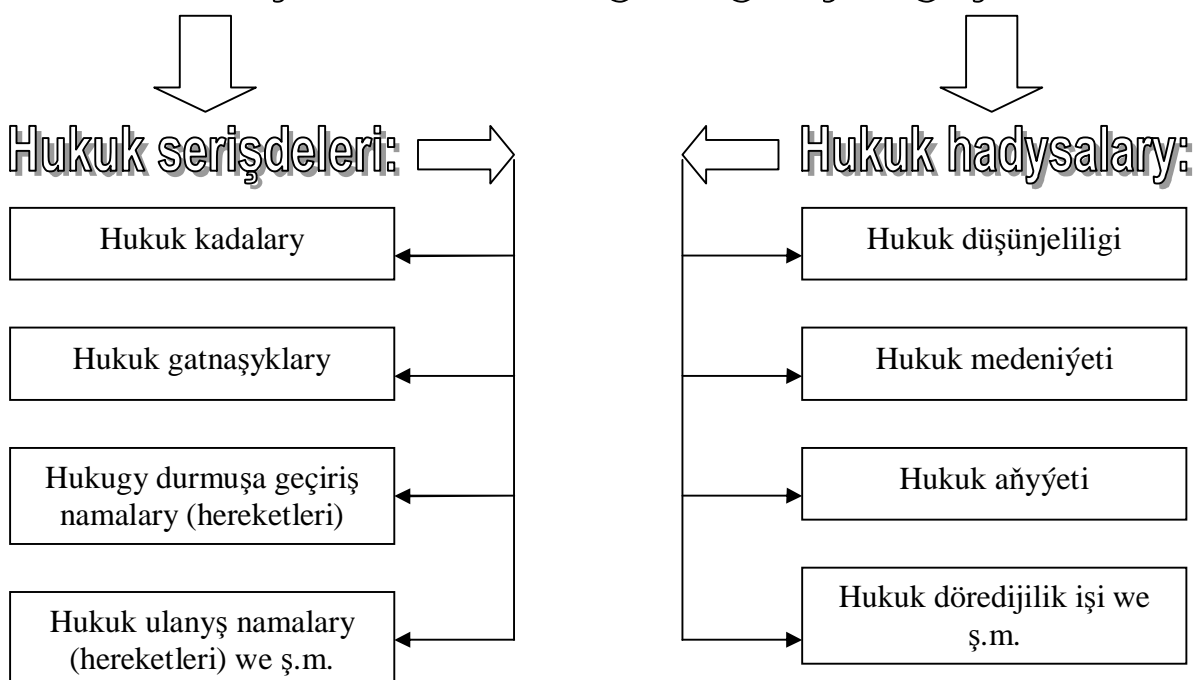 Hukuk serişdeleri:
Hukuk kadalary
Hukuk gatnaşyklary
Hukugy durmuşa geçiriş
namalary (hereketleri)
Hukuk ulanyş namalary
(hereketleri) we ş.m.
Hukuk hadysalary:
Hukuk düşünjeliligi
Hukuk medeniýeti
Hukuk aňyýeti
Hukuk döredijilik işi we
ş.m.